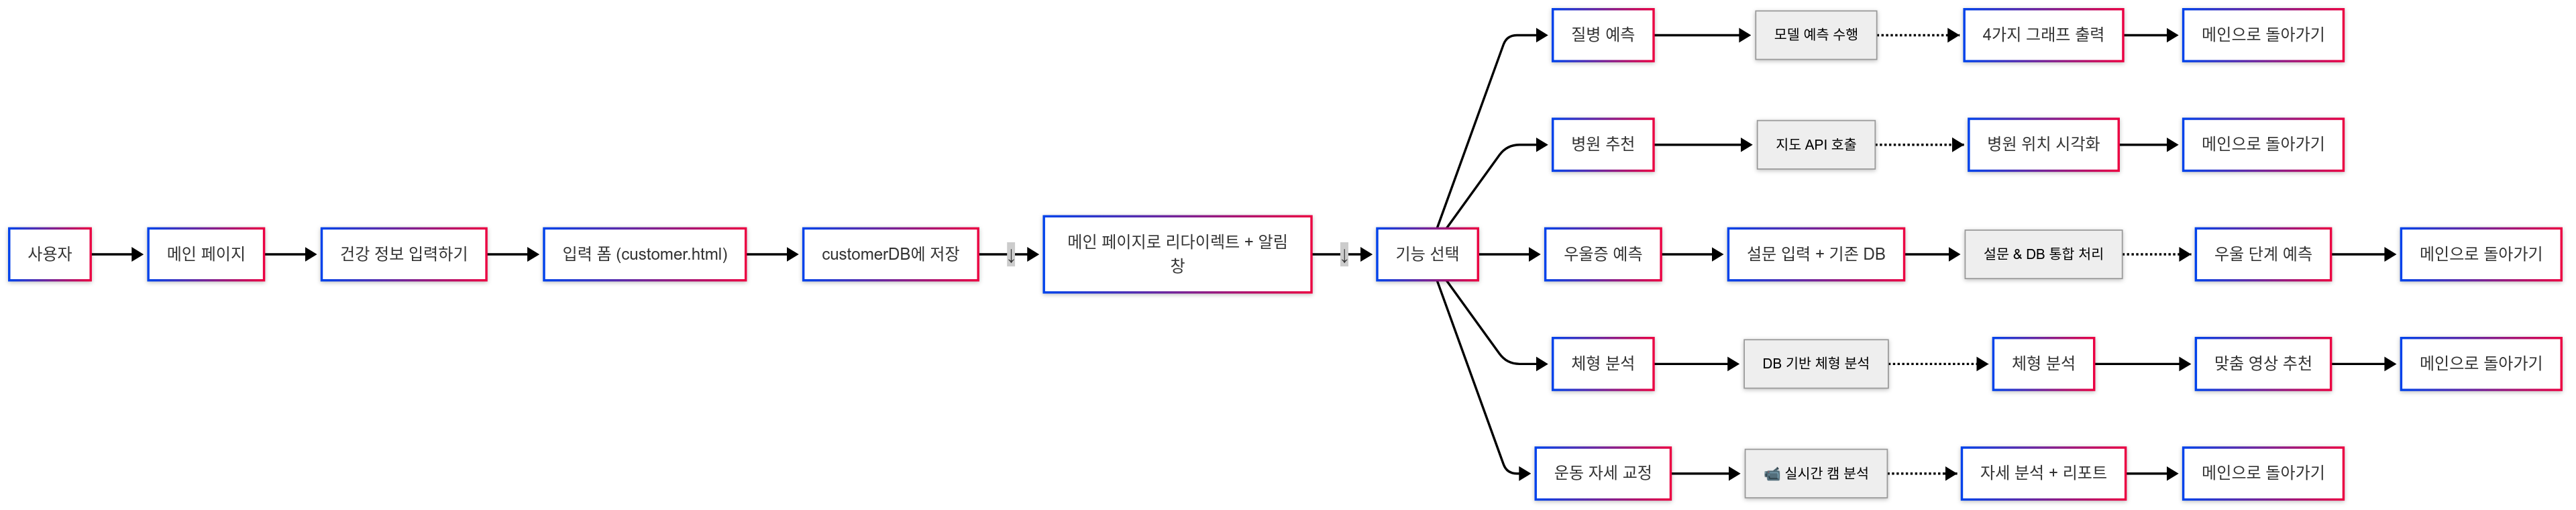 질병 예측
모델 예측 수행
4가지 그래프 출력
메인으로 돌아가기
병원 추천
지도 API 호출
병원 위치 시각화
메인으로 돌아가기
사용자
메인 페이지
건강 정보 입력하기
입력 폼 (customer.html)
customerDB에 저장
↓
메인 페이지로 리다이렉트 + 알림
창
↓
기능 선택
우울증 예측
설문 입력 + 기존 DB
설문 & DB 통합 처리
우울 단계 예측
메인으로 돌아가기
체형 분석
DB 기반 체형 분석
체형 분석
맞춤 영상 추천
메인으로 돌아가기
운동 자세 교정
📹 실시간 캠 분석
자세 분석 + 리포트
메인으로 돌아가기